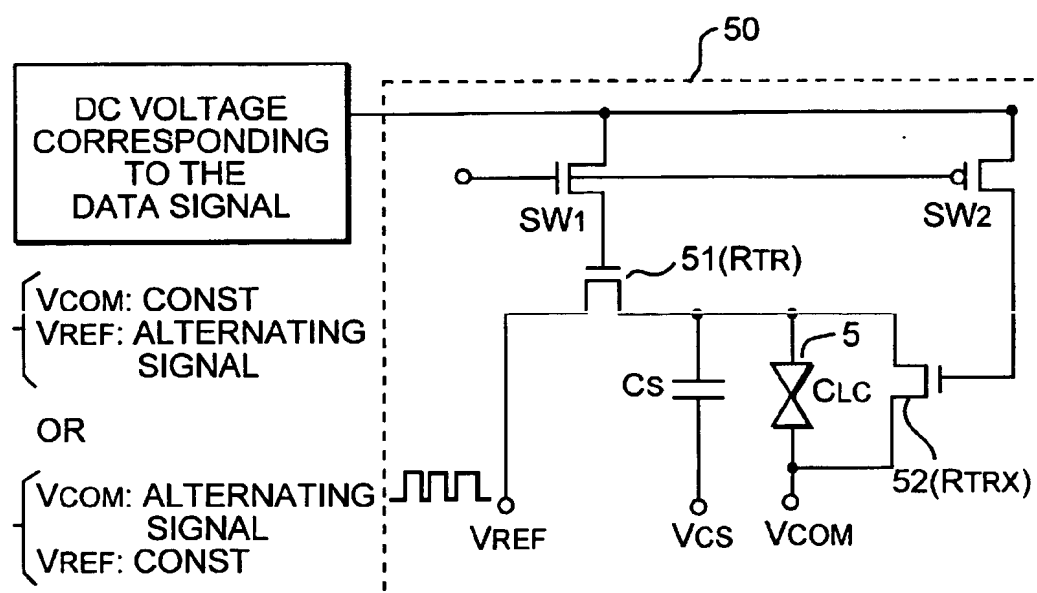 50
DC VOLTAGE
CORRESPONDING
TO THE
DATA SIGNAL
SW1
SW2
51(RTR)
VCOM: CONST
VREF: ALTERNATING
SIGNAL
OR
VCOM: ALTERNATING
SIGNAL
VREF: CONST
5
CS
CLC
52(RTRX)
VREF
VCS
VCOM